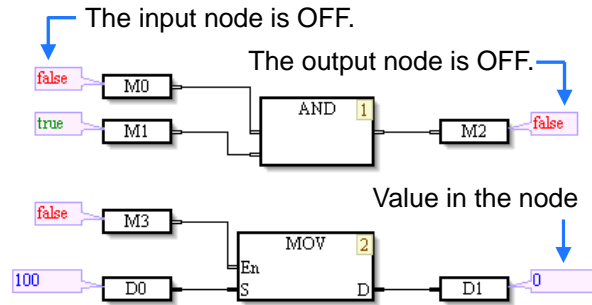 The input node is OFF.
The output node is OFF.
false
M0
AND 1
true
M1
M2
false
Value in the node
false
M3
MOV 2
En
100
D0
S
D
D1
0